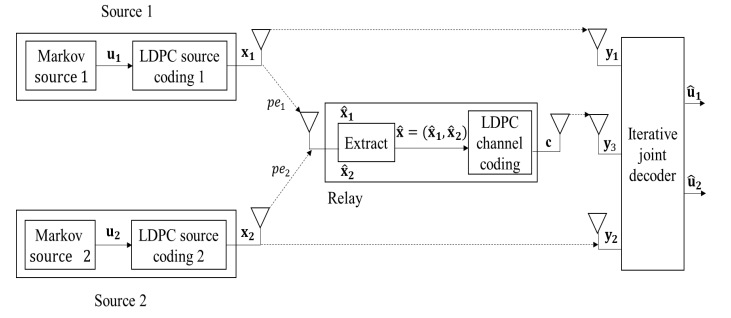 Source 1
Markov
source 1
u₁
LDPC source
coding 1
x₁
y₁
pe₁
x̂₁
Extract
x̂₂
x̂ = (x̂₁, x̂₂)
LDPC
channel
coding
c
y₃
Relay
Iterative
joint
decoder
û₁
û₂
pe₂
Markov
source 2
u₂
LDPC source
coding 2
x₂
y₂
Source 2